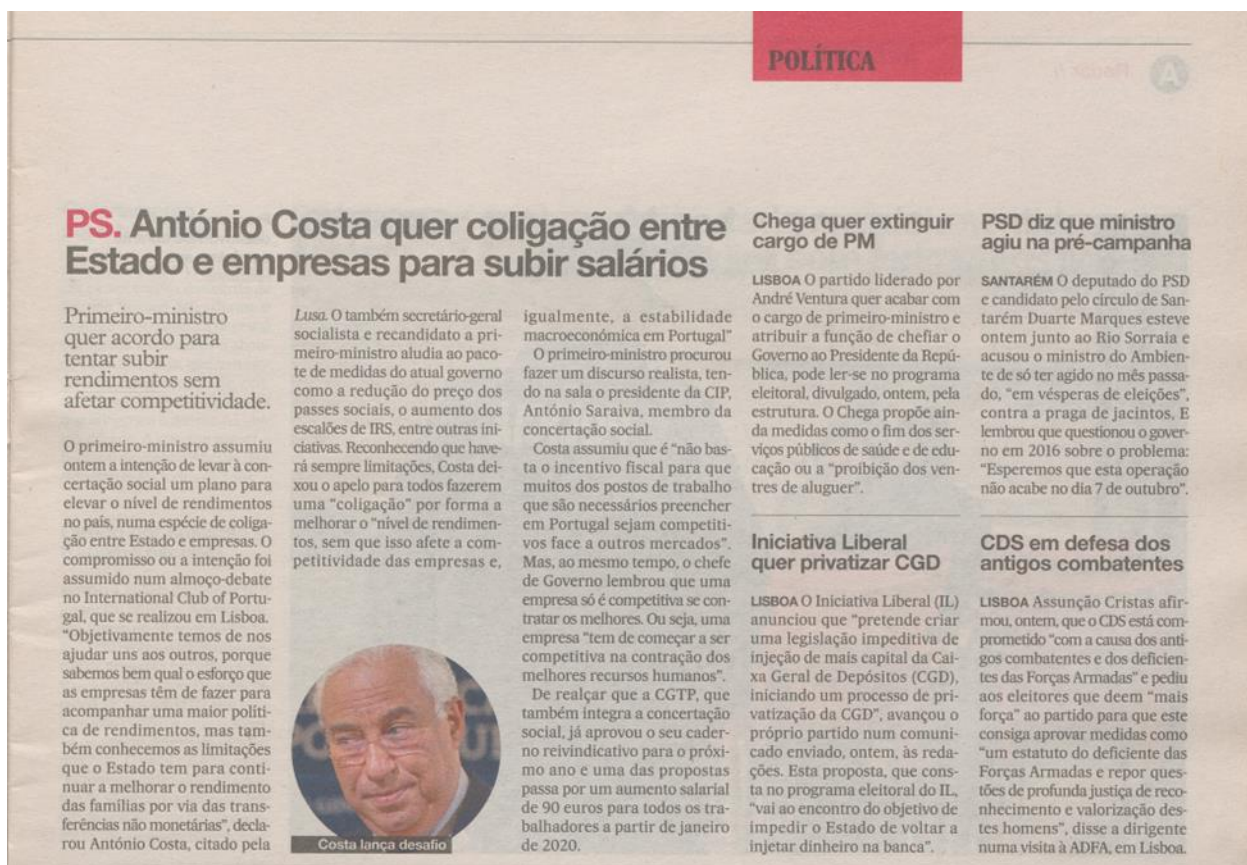 POLÍTICA
PS. António Costa quer coligação entre
Estado e empresas para subir salários
Primeiro-ministro
quer acordo para
tentar subir
rendimentos sem
afetar competitividade.
O primeiro-ministro assumiu
ontem a intenção de levar à con-
certação social um plano para
elevar o nível de rendimentos
no país, numa espécie de coliga-
ção entre Estado e empresas. O
compromisso ou a intenção foi
assumido num almoço-debate
no International Club of Portu-
gal, que se realizou em Lisboa.
"Objetivamente temos de nos
ajudar uns aos outros, porque
sabemos bem qual o esforço que
as empresas têm de fazer para
acompanhar uma maior políti-
ca de rendimentos, mas tam-
bém conhecemos as limitações
que o Estado tem para conti-
nuar a melhorar o rendimento
das famílias por via das trans-
ferências não monetárias", decla-
rou António Costa, citado pela
Lusa. O também secretário-geral
socialista e recandidato a pri-
meiro-ministro aludia ao paco-
te de medidas do atual governo
como a redução do preço dos
passes sociais, o aumento dos
escalões de IRS, entre outras ini-
ciativas. Reconhecendo que have-
rá sempre limitações, Costa dei-
xou o apelo para todos fazerem
uma "coligação" por forma a
melhorar o "nível de rendimen-
tos, sem que isso afete a com-
petitividade das empresas e,
Costa lança desafio
igualmente, a estabilidade
macroeconómica em Portugal"
O primeiro-ministro procurou
fazer um discurso realista, ten-
do na sala o presidente da CIP,
António Saraiva, membro da
concertação social.
Costa assumiu que é "não bas-
ta o incentivo fiscal para que
muitos dos postos de trabalho
que são necessários preencher
em Portugal sejam competiti-
vos face a outros mercados".
Mas, ao mesmo tempo, o chefe
de Governo lembrou que uma
empresa só é competitiva se con-
tratar os melhores. Ou seja, uma
empresa "tem de começar a ser
competitiva na contração dos
melhores recursos humanos".
De realçar que a CGTP, que
também integra a concertação
social, já aprovou o seu cader-
no reivindicativo para o próxi-
mo ano e uma das propostas
passa por um aumento salarial
de 90 euros para todos os tra-
balhadores a partir de janeiro
de 2020.
Chega quer extinguir
cargo de PM
LISBOA O partido liderado por
André Ventura quer acabar com
o cargo de primeiro-ministro e
atribuir a função de chefiar o
Governo ao Presidente da Repú-
blica, pode ler-se no programa
eleitoral, divulgado, ontem, pela
estrutura. O Chega propõe ain-
da medidas como o fim dos ser-
viços públicos de saúde e de edu-
cação ou a "proibição dos ven-
tres de aluguer".
Iniciativa Liberal
quer privatizar CGD
LISBOA O Iniciativa Liberal (IL)
anunciou que "pretende criar
uma legislação impeditiva de
injeção de mais capital da Cai-
xa Geral de Depósitos (CGD),
iniciando um processo de pri-
vatização da CGD", avançou o
próprio partido num comuni-
cado enviado, ontem, às reda-
ções. Esta proposta, que cons-
ta no programa eleitoral do IL,
"vai ao encontro do objetivo de
impedir o Estado de voltar a
injetar dinheiro na banca".
PSD diz que ministro
agiu na pré-campanha
SANTARÉM O deputado do PSD
e candidato pelo círculo de San-
tarém Duarte Marques esteve
ontem junto ao Rio Sorraia e
acusou o ministro do Ambien-
te de só ter agido no mês passa-
do, "em vésperas de eleições",
contra a praga de jacintos, E
lembrou que questionou o gover-
no em 2016 sobre o problema:
"Esperemos que esta operação
não acabe no dia 7 de outubro".
CDS em defesa dos
antigos combatentes
LISBOA Assunção Cristas afir-
mou, ontem, que o CDS está com-
prometido "com a causa dos anti-
gos combatentes e dos deficien-
tes das Forças Armadas" e pediu
aos eleitores que deem "mais
força" ao partido para que este
consiga aprovar medidas como
"um estatuto do deficiente das
Forças Armadas e repor ques-
tões de profunda justiça de reco-
nhecimento e valorização des-
tes homens", disse a dirigente
numa visita à ADFA, em Lisboa.